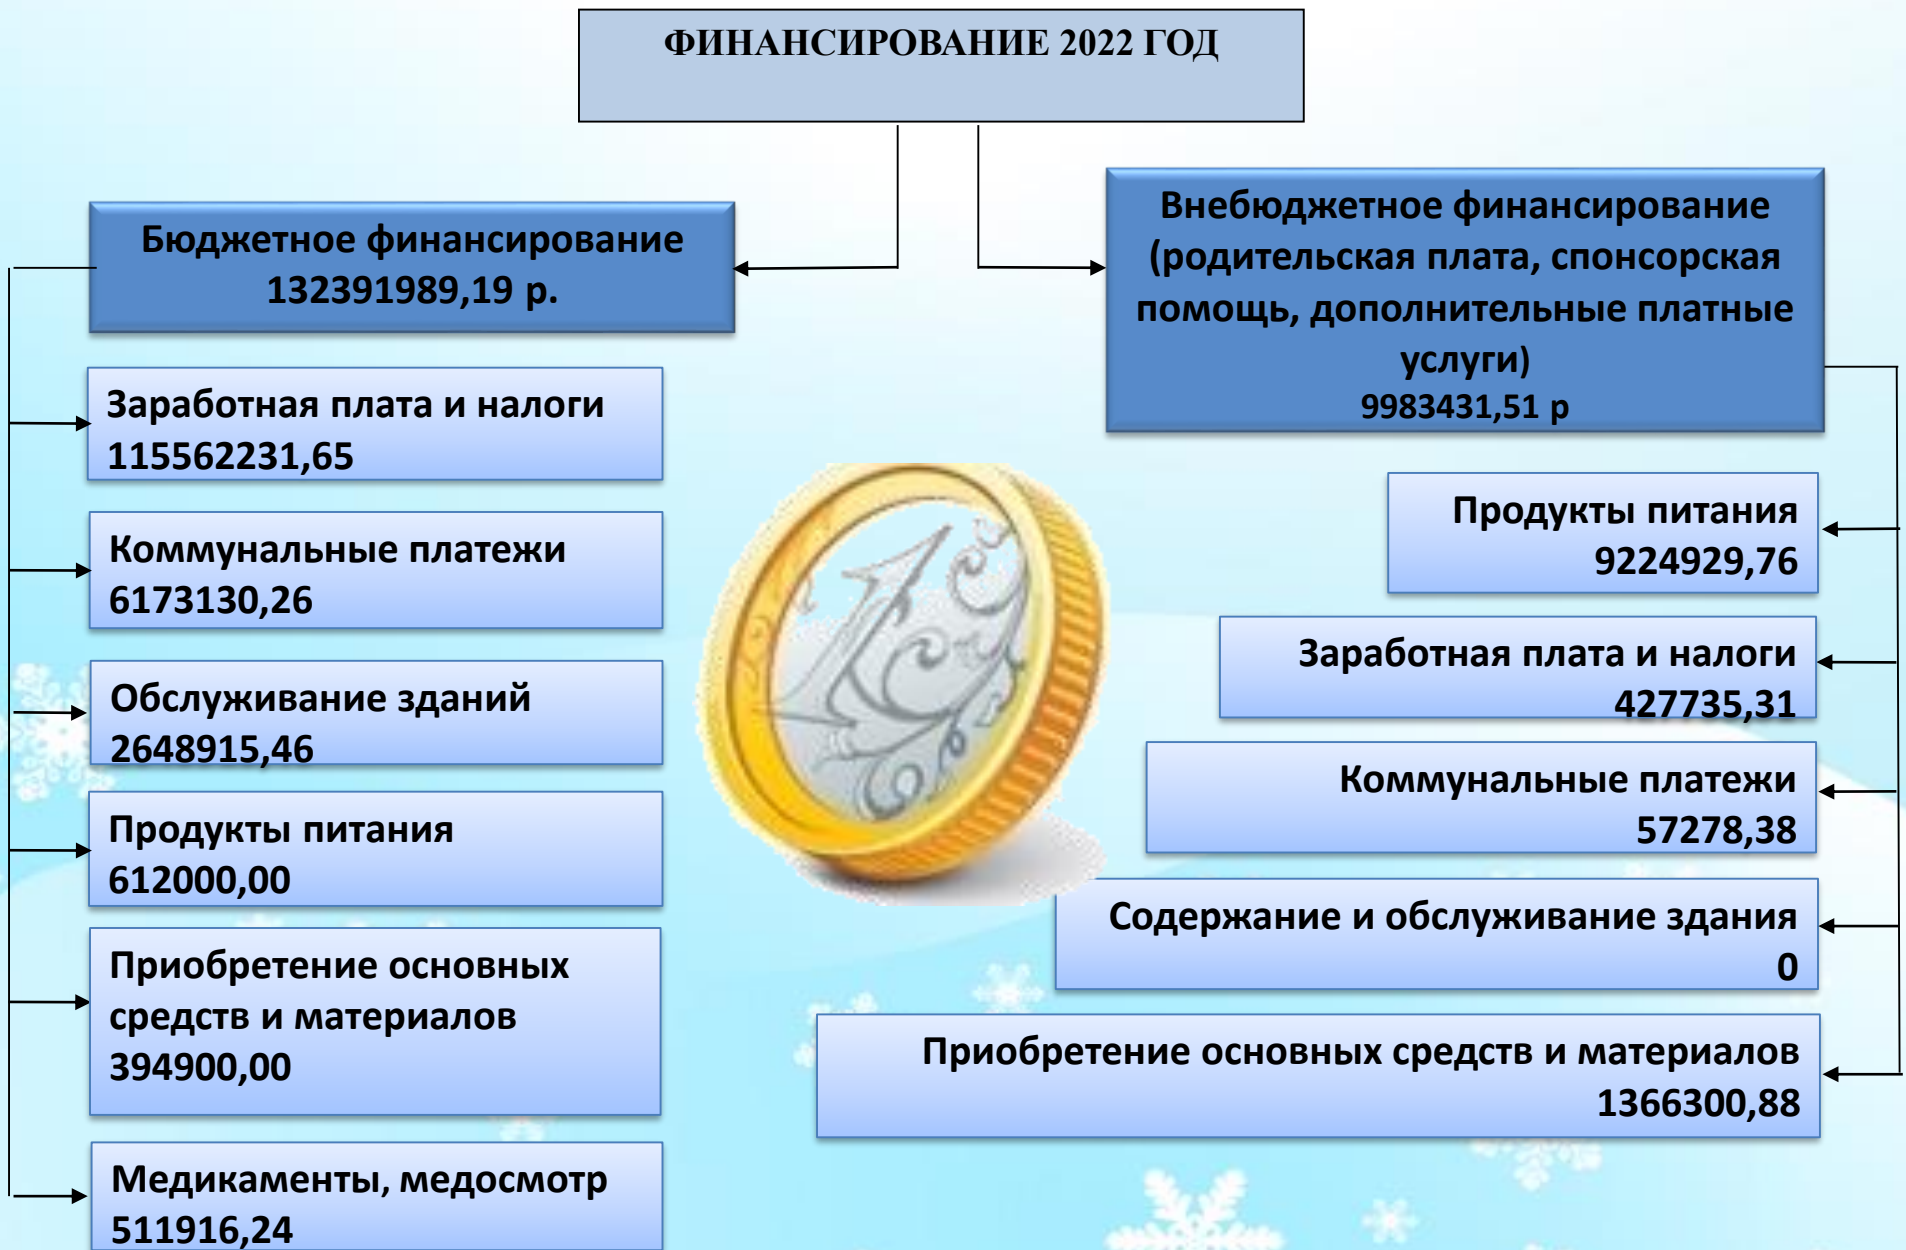 ФИНАНСИРОВАНИЕ 2022 ГОД
Бюджетное финансирование
132391989,19 р.
Заработная плата и налоги
115562231,65
Коммунальные платежи
6173130,26
Обслуживание зданий
2648915,46
Продукты питания
612000,00
Приобретение основных
средств и материалов
394900,00
Медикаменты, медосмотр
511916,24
Внебюджетное финансирование
(родительская плата, спонсорская
помощь, дополнительные платные
услуги)
9983431,51 р
Продукты питания
9224929,76
Заработная плата и налоги
427735,31
Коммунальные платежи
57278,38
Содержание и обслуживание здания
0
Приобретение основных средств и материалов
1366300,88